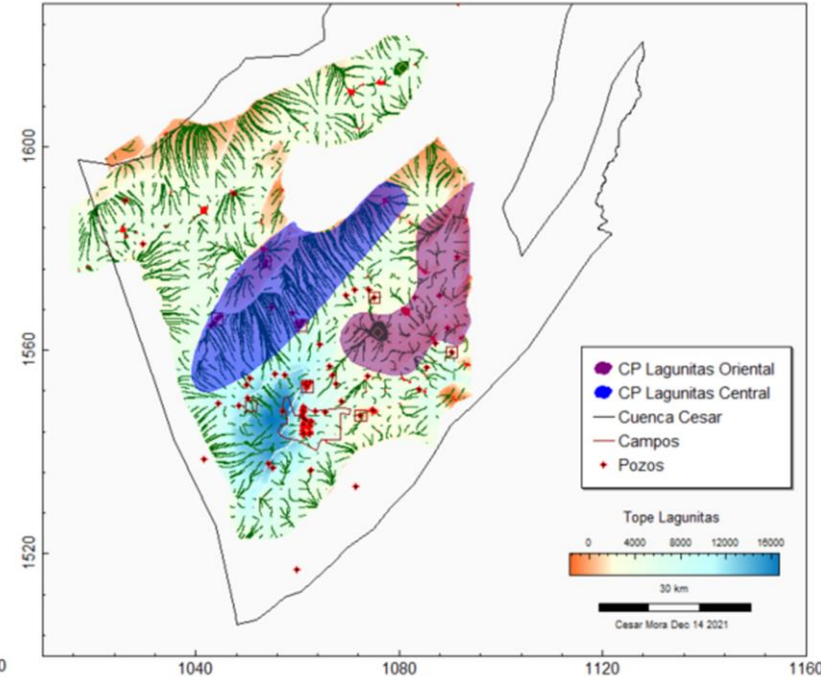 1600
1560
1520
0
1040
1080
1120
1160
CP Lagunitas Oriental
CP Lagunitas Central
Cuenca Cesar
Campos
Pozos
Tope Lagunitas
0 4000 8000 12000 16000
30 km
Cesar Mora Dec 14 2021